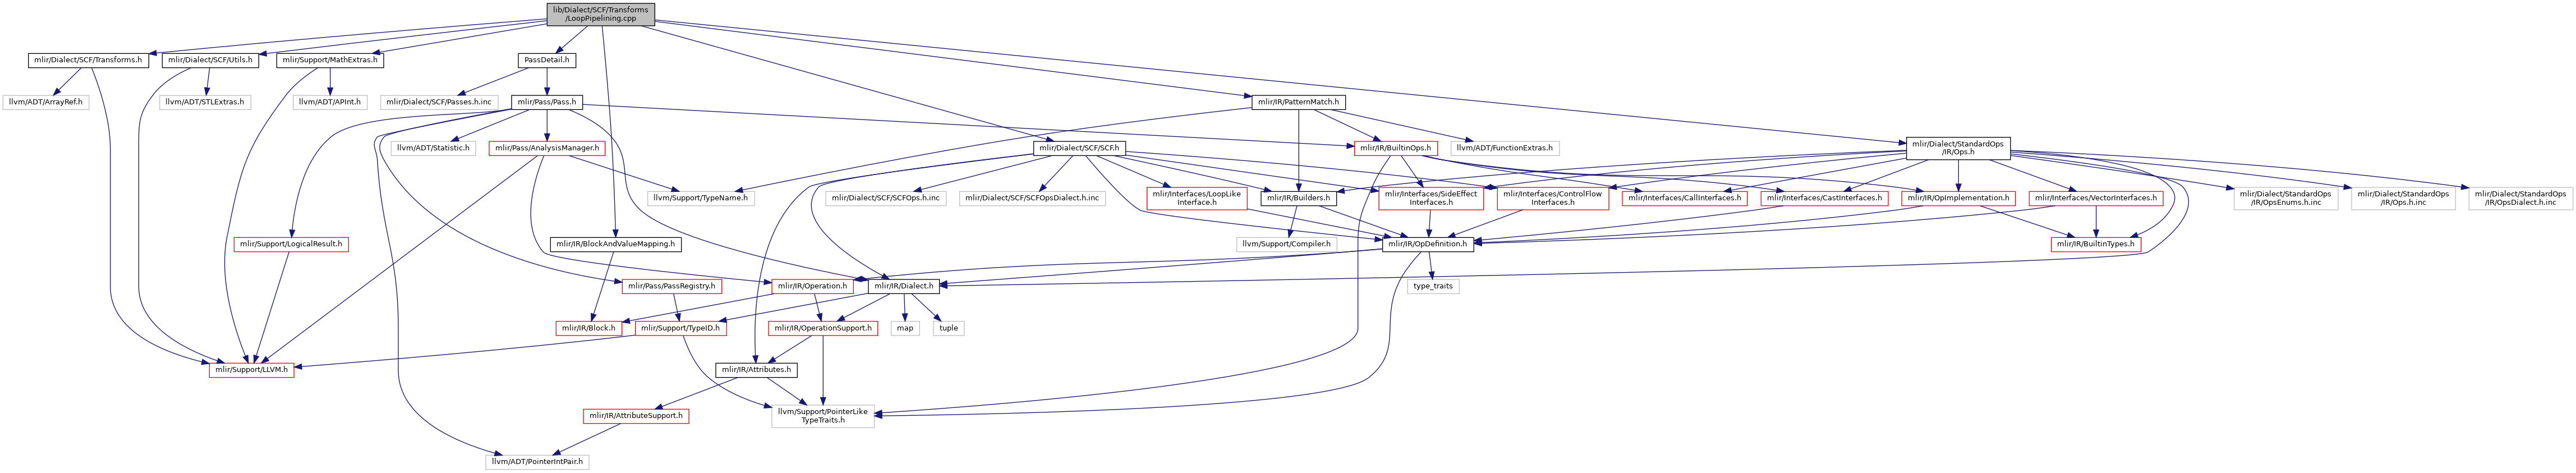 lib/Dialect/SCF/Transforms
/LoopPipelining.cpp
mlir/Dialect/SCF/Transforms.h
mlir/Dialect/SCF/Utils.h
mlir/Support/MathExtras.h
PassDetail.h
llvm/ADT/ArrayRef.h
llvm/ADT/STLExtras.h
llvm/ADT/APInt.h
mlir/Dialect/SCF/Passes.h.inc
mlir/Pass/Pass.h
mlir/IR/PatternMatch.h
llvm/ADT/Statistic.h
mlir/Pass/AnalysisManager.h
mlir/Dialect/SCF/SCF.h
mlir/IR/BuiltinOps.h
llvm/ADT/FunctionExtras.h
mlir/Dialect/StandardOps
/IR/Ops.h
llvm/Support/TypeName.h
mlir/Dialect/SCF/SCFOps.h.inc
mlir/Dialect/SCF/SCFOpsDialect.h.inc
mlir/Interfaces/LoopLike
Interface.h
mlir/IR/Builders.h
mlir/Interfaces/SideEffect
Interfaces.h
mlir/Interfaces/ControlFlow
Interfaces.h
mlir/Interfaces/CallInterfaces.h
mlir/Interfaces/CastInterfaces.h
mlir/IR/OpImplementation.h
mlir/Interfaces/VectorInterfaces.h
mlir/Dialect/StandardOps
/IR/OpsEnums.h.inc
mlir/Dialect/StandardOps
/IR/Ops.h.inc
mlir/Dialect/StandardOps
/IR/OpsDialect.h.inc
mlir/Support/LogicalResult.h
mlir/IR/BlockAndValueMapping.h
llvm/Support/Compiler.h
mlir/IR/OpDefinition.h
mlir/IR/BuiltinTypes.h
mlir/Pass/PassRegistry.h
mlir/IR/Operation.h
mlir/IR/Dialect.h
type_traits
mlir/IR/Block.h
mlir/Support/TypeID.h
mlir/IR/OperationSupport.h
map
tuple
mlir/Support/LLVM.h
mlir/IR/Attributes.h
mlir/IR/AttributeSupport.h
llvm/Support/PointerLike
TypeTraits.h
llvm/ADT/PointerIntPair.h